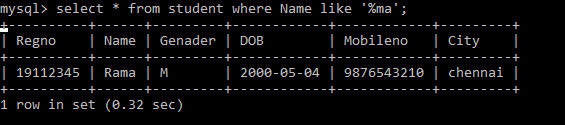 mysql> select * from student where Name like '%ma';
+----------+------+---------+------------+------------+---------+
| Regno | Name | Genader | DOB | Mobileno | City |
+----------+------+---------+------------+------------+---------+
| 19112345 | Rama | M | 2000-05-04 | 9876543210 | chennai |
+----------+------+---------+------------+------------+---------+
1 row in set (0.32 sec)